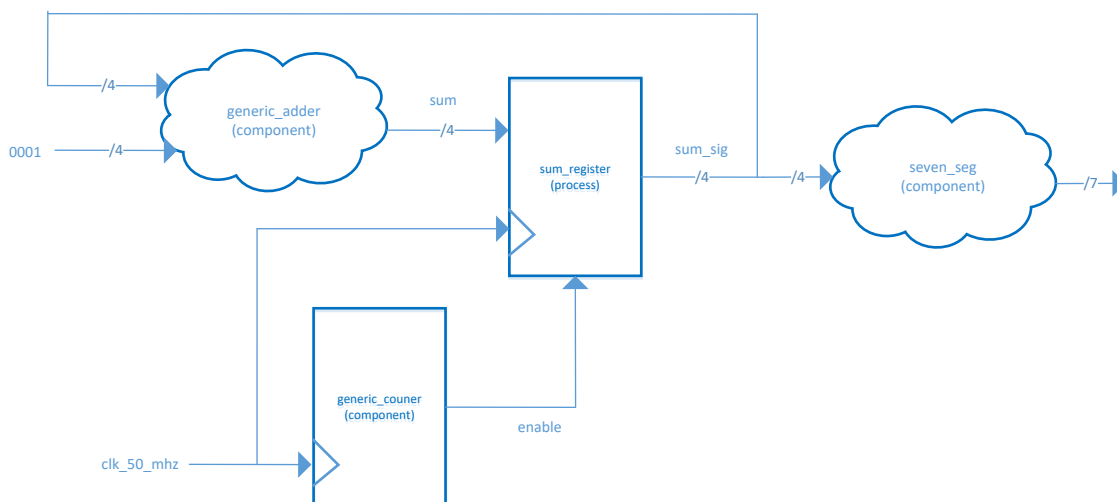 /4
generic_adder
(component)
sum
/4
0001
/4
sum_register
(process)
sum_sig
/4
/4
seven_seg
(component)
/7
generic_couner
(component)
enable
clk_50_mhz